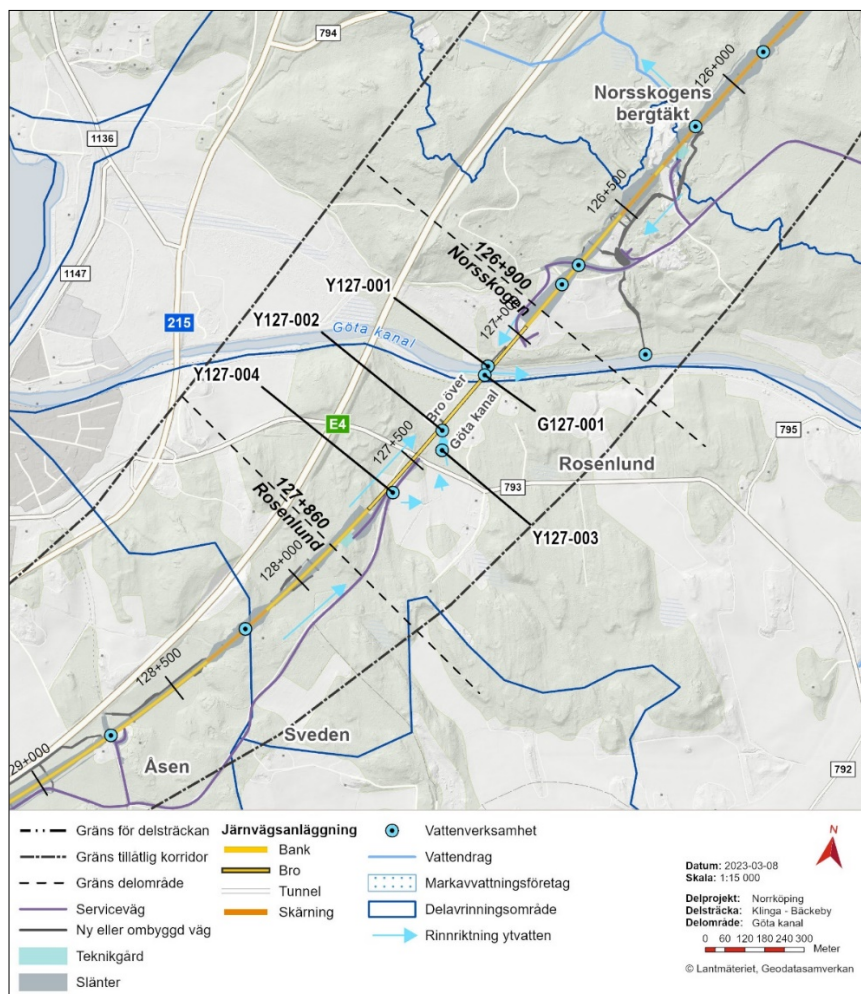 794
126+000
Norsskogens
bergtäkt
1136
126+500
1147
126+900
Norsskogen
Y127-001
127+000
Y127-002
215
Göta kanal
Y127-004
Bro över
Göta kanal
G127-001
E4
127+500
795
Rosenlund
793
127+860
Rosenlund
Y127-003
128+000
128+500
Sveden
29+000
Åsen
792
Gräns för delsträckan
Gräns tillåtlig korridor
Gräns delområde
Serviceväg
Ny eller ombyggd väg
Teknikgård
Slänter
Järnvägsanläggning
Bank
Bro
Tunnel
Skärning
Vattenverksamhet
Vattendrag
Markavvattningsföretag
Delavrinningsområde
Rinnriktning ytvatten
N
Datum: 2023-03-08
Skala: 1:15 000
Delprojekt: Norrköping
Delsträcka: Klinga - Bäckeby
Delområde: Göta kanal
0 60 120 180 240 300
Meter
© Lantmäteriet, Geodatasamverkan